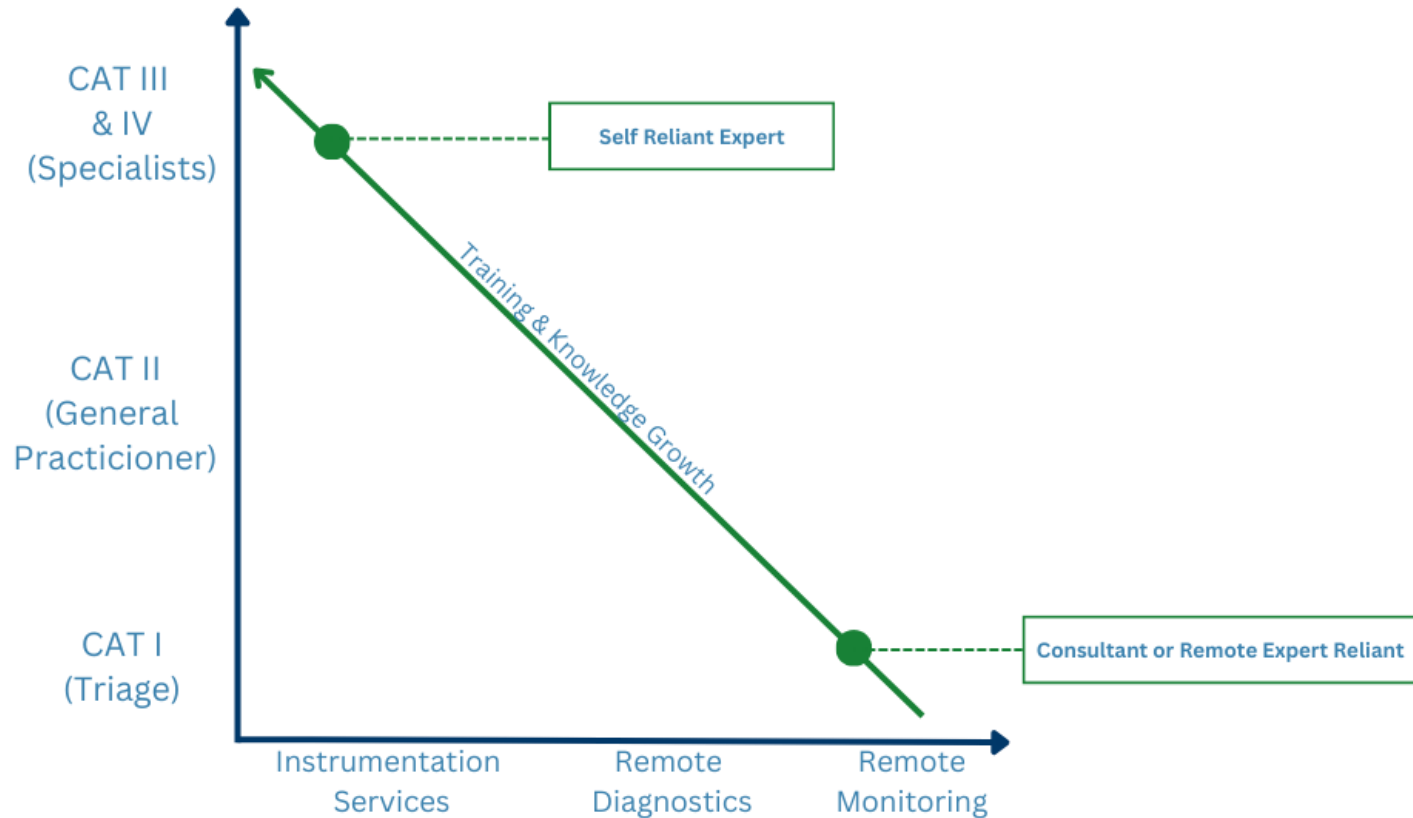 CAT III
& IV
(Specialists)
Self Reliant Expert
Training & Knowledge Growth
CAT II
(General
Practicioner)
CAT I
(Triage)
Consultant or Remote Expert Reliant
Instrumentation
Services
Remote
Diagnostics
Remote
Monitoring